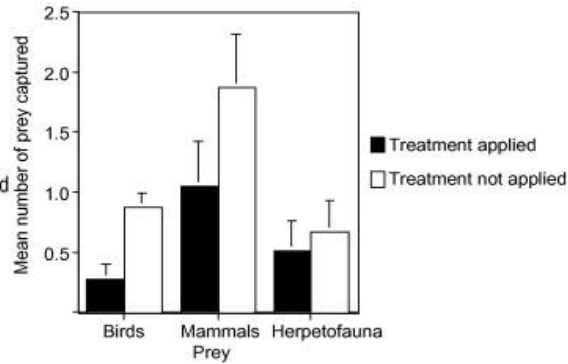 2.5
2.0
1.5
1.0
0.5
Mean number of prey captured
d.
Birds
Mammals
Herpetofauna
Prey
Treatment applied
Treatment not applied